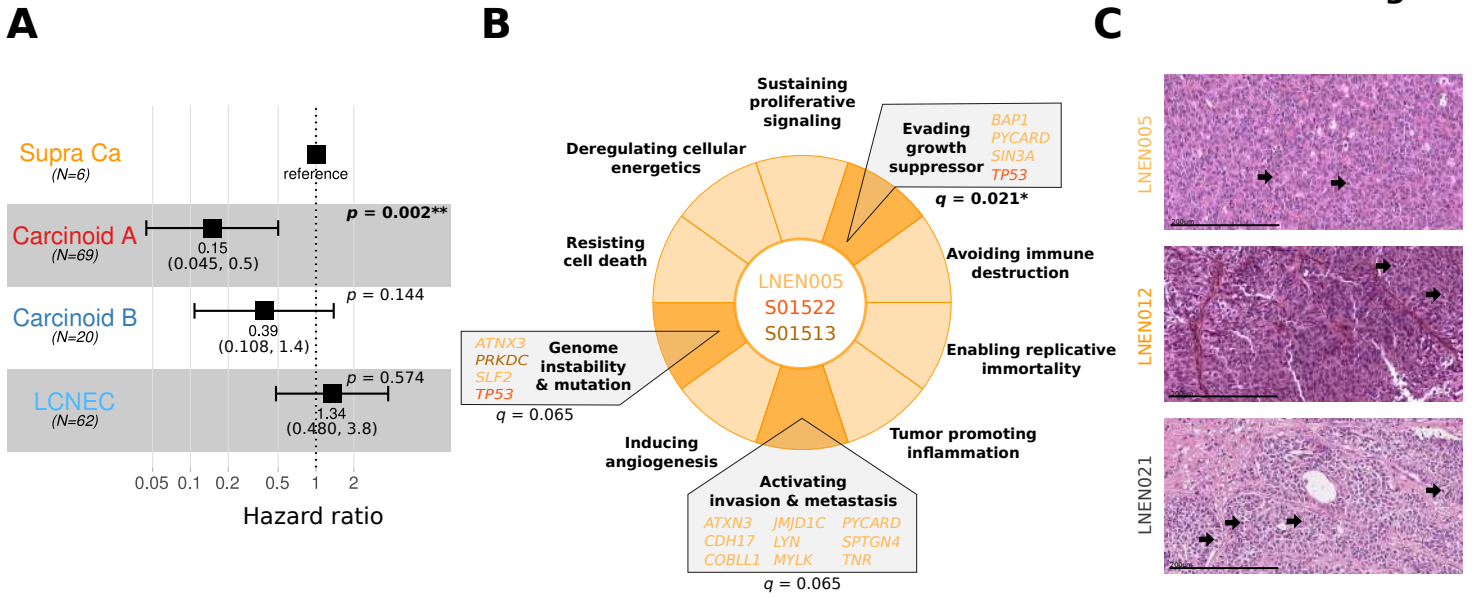 A
B
C
Supra Ca
(N=6)
reference
Carcinoid A
(N=69)
p = 0.002**
0.15
(0.045, 0.5)
Carcinoid B
(N=20)
p = 0.144
0.39
(0.108, 1.4)
LCNEC
(N=62)
p = 0.574
1.34
(0.480, 3.8)
0.05 0.1 0.2 0.5 1 2
Hazard ratio
Sustaining
proliferative
signaling
Evading
growth
suppressor
BAP1
PYCARD
SIN3A
TP53
q = 0.021*
Deregulating cellular
energetics
Resisting
cell death
Avoiding immune
destruction
LNEN005
S01522
S01513
ATNX3
PRKDC
SLF2
TP53
Genome
instability
& mutation
q = 0.065
Enabling replicative
immortality
Inducing
angiogenesis
Tumor promoting
inflammation
Activating
invasion & metastasis
ATXN3 JMJD1C PYCARD
CDH17 LYN SPTGN4
COBLL1 MYLK TNR
q = 0.065
LNEN005
200um
LNEN012
200um
LNEN021
200um